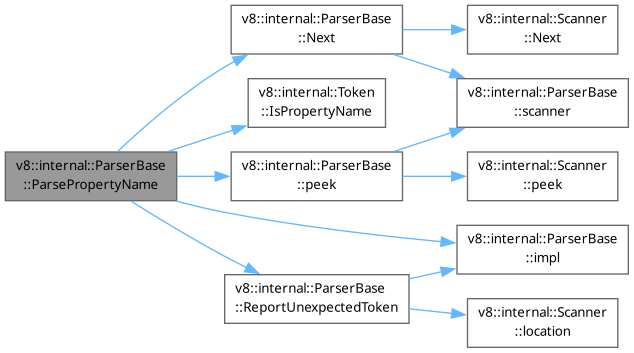 v8::internal::ParserBase
::ParsePropertyName
v8::internal::ParserBase
::Next
v8::internal::Token
::IsPropertyName
v8::internal::ParserBase
::peek
v8::internal::ParserBase
::ReportUnexpectedToken
v8::internal::Scanner
::Next
v8::internal::ParserBase
::scanner
v8::internal::Scanner
::peek
v8::internal::ParserBase
::impl
v8::internal::Scanner
::location